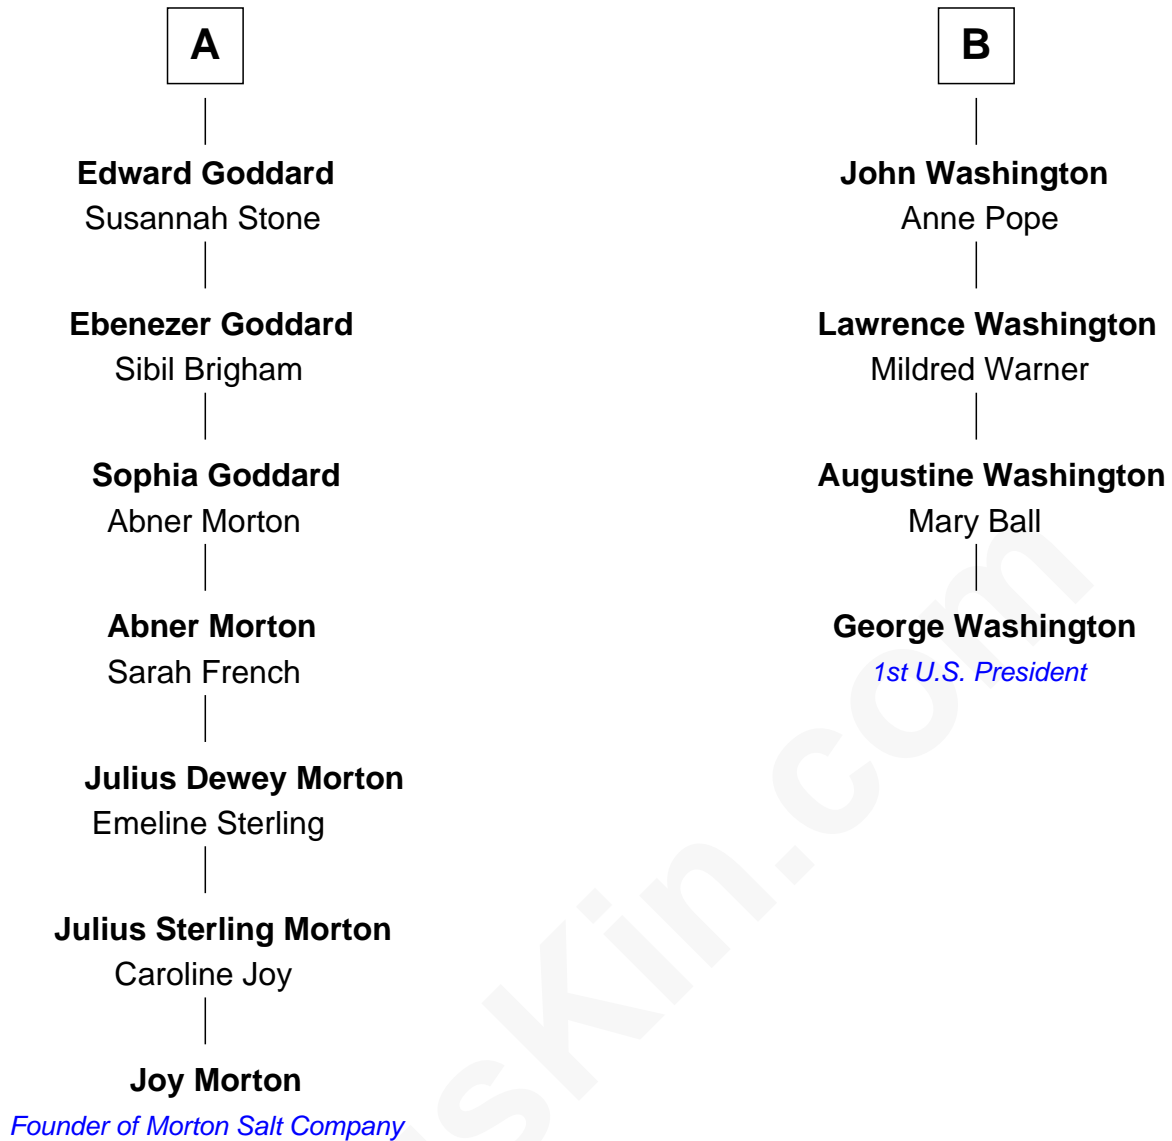 A
Edward Goddard
Susannah Stone
Ebenezer Goddard
Sibil Brigham
Sophia Goddard
Abner Morton
Abner Morton
Sarah French
Julius Dewey Morton
Emeline Sterling
Julius Sterling Morton
Caroline Joy
Joy Morton
Founder of Morton Salt Company
B
John Washington
Anne Pope
Lawrence Washington
Mildred Warner
Augustine Washington
Mary Ball
George Washington
1st U.S. President
sKin.com